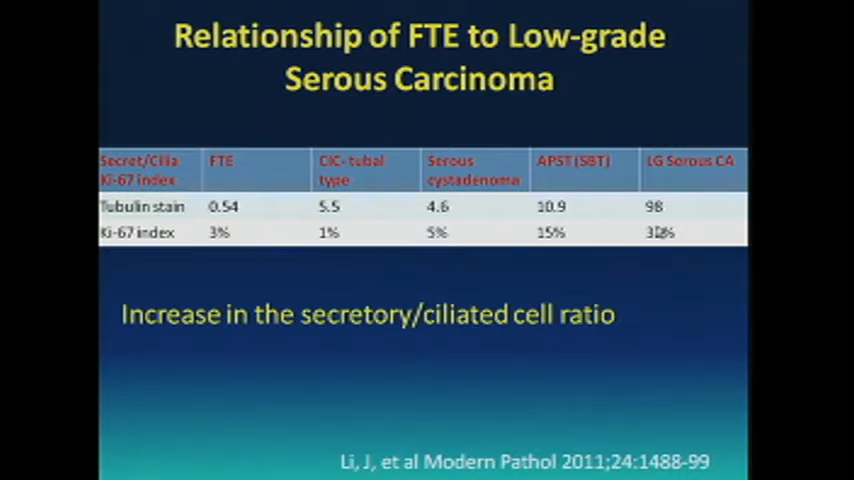 Relationship of FTE to Low-grade
Serous Carcinoma
Secret/Cilia Ki-67 index FTE CIC- tubal type Serous cystadenoma APST (SBT) LG Serous CA
Tubulin stain 0.54 5.5 4.6 10.9 98
Ki-67 index 3% 1% 5% 15%
Increase in the secretory/ciliated cell ratio
Li, J, et al Modern Pathol 2011;24:1488-99